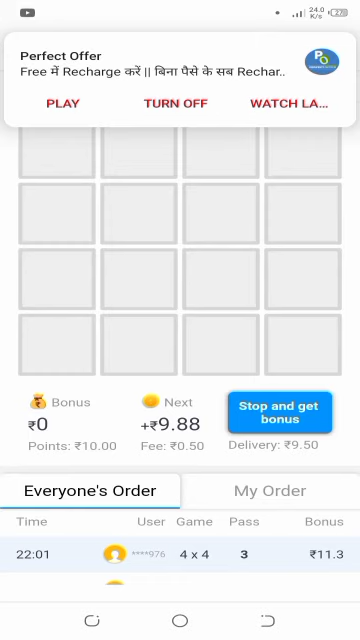 24.0
K/s
Perfect Offer
Free में Recharge करें || बिना पैसे के सब Rechar..
PLAY TURN OFF WATCH LA...
Bonus
₹0
Points: ₹10.00
Next
+₹9.88
Fee: ₹0.50
Stop and get
bonus
Delivery: ₹9.50
Everyone's Order My Order
Time User Game Pass Bonus
22:01 ****976 4 x 4 3 ₹11.3